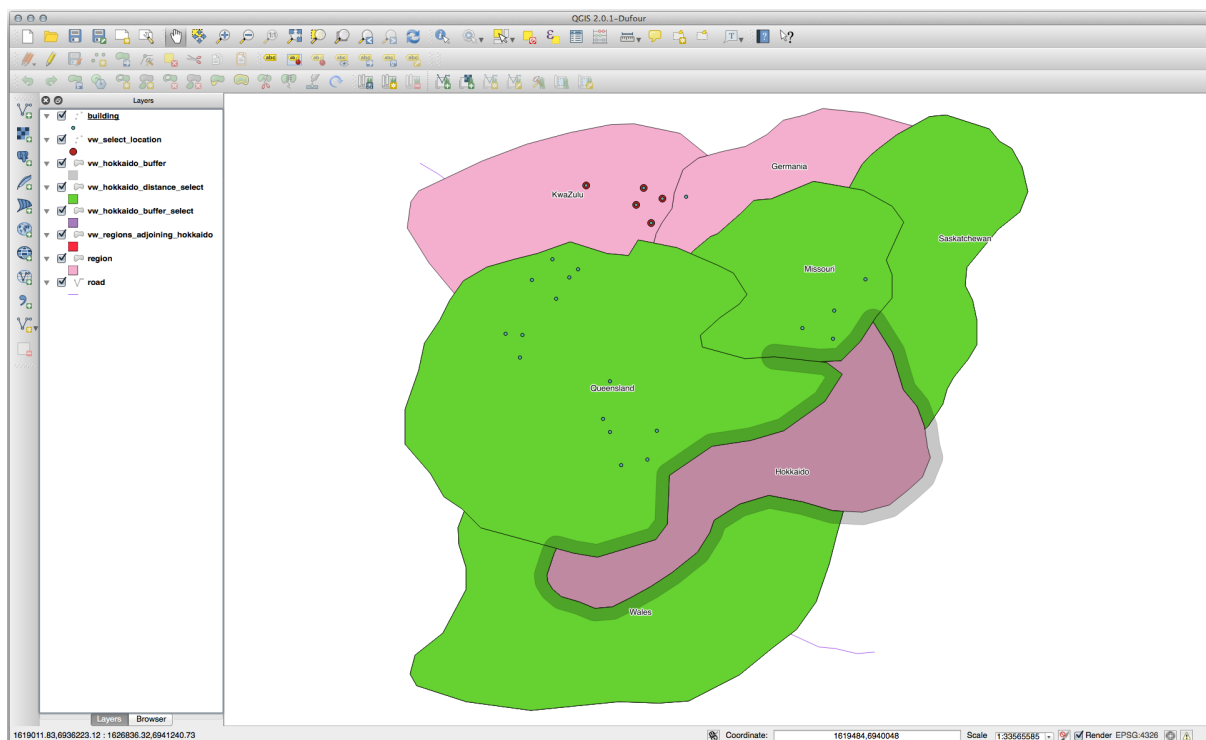 QGIS 2.0.1-Dufour
Layers
building
vw_select_location
vw_hokkaido_buffer
vw_hokkaido_distance_select
vw_hokkaido_buffer_select
vw_regions_adjoining_hokkaido
region
road
Germania
KwaZulu
Saskatchewan
Missouri
Queensland
Hokkaido
Wales
Layers
Browser
1619011.83,6936223.12 : 1626836.32,6941240.73
Coordinate:
1619484,6940048
Scale
1:33565585
Render
EPSG:4326